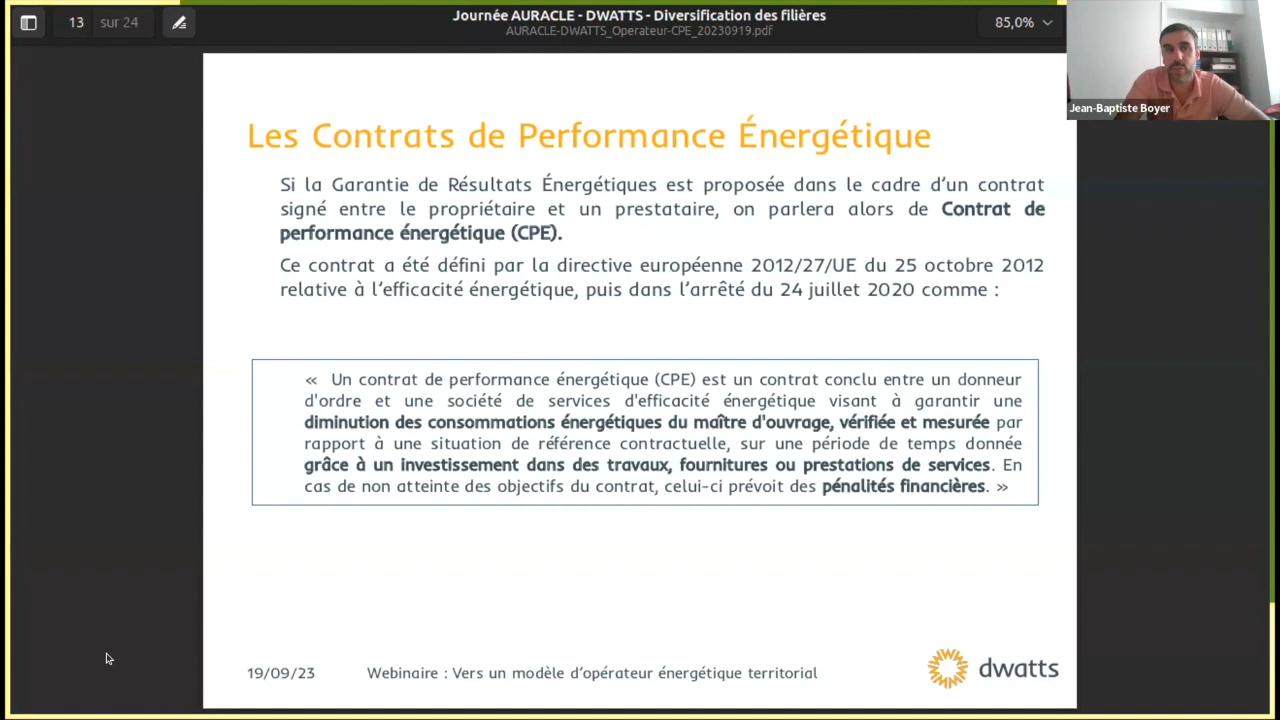 13 sur 24
Journée AURACLE - DWATTS - Diversification des filières
AURACLE-DWATTS_Operateur-CPE_20230919.pdf
85,0%
Jean-Baptiste Boyer
Les Contrats de Performance Énergétique
Si la Garantie de Résultats Énergétiques est proposée dans le cadre d’un contrat
signé entre le propriétaire et un prestataire, on parlera alors de Contrat de
performance énergétique (CPE).
Ce contrat a été défini par la directive européenne 2012/27/UE du 25 octobre 2012
relative à l’efficacité énergétique, puis dans l’arrêté du 24 juillet 2020 comme :
« Un contrat de performance énergétique (CPE) est un contrat conclu entre un donneur
d'ordre et une société de services d'efficacité énergétique visant à garantir une
diminution des consommations énergétiques du maître d'ouvrage, vérifiée et mesurée par
rapport à une situation de référence contractuelle, sur une période de temps donnée
grâce à un investissement dans des travaux, fournitures ou prestations de services. En
cas de non atteinte des objectifs du contrat, celui-ci prévoit des pénalités financières. »
19/09/23
Webinaire : Vers un modèle d’opérateur énergétique territorial
dwatts